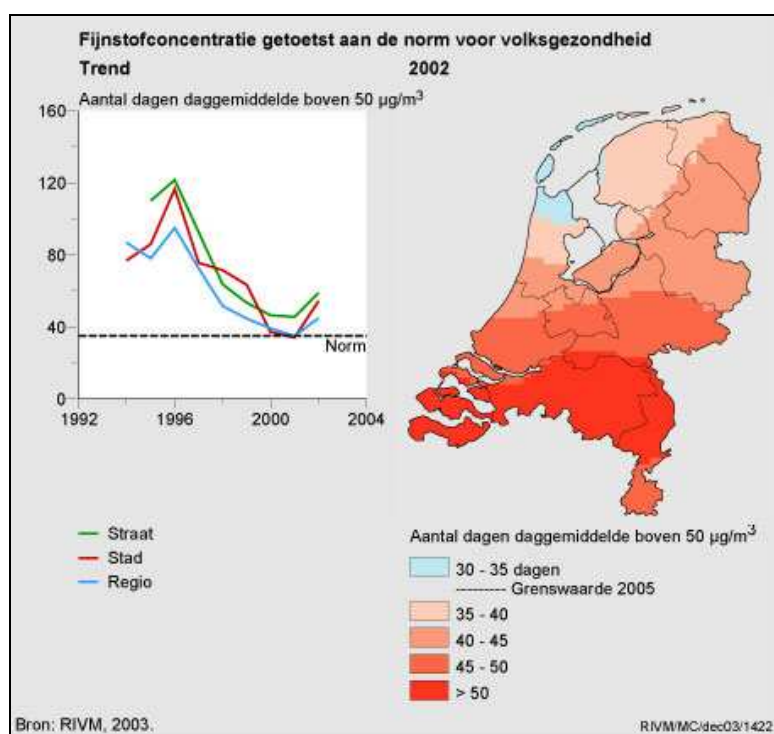 Fijnstofconcentratie getoetst aan de norm voor volksgezondheid
Trend
2002
Aantal dagen daggemiddelde boven 50 µg/m³
160
120
80
40
0
Norm
1992
1996
2000
2004
Straat
Stad
Regio
Aantal dagen daggemiddelde boven 50 µg/m³
30 - 35 dagen
--------- Grenswaarde 2005
35 - 40
40 - 45
45 - 50
> 50
Bron: RIVM, 2003.
RIVM/MC/dec03/1422